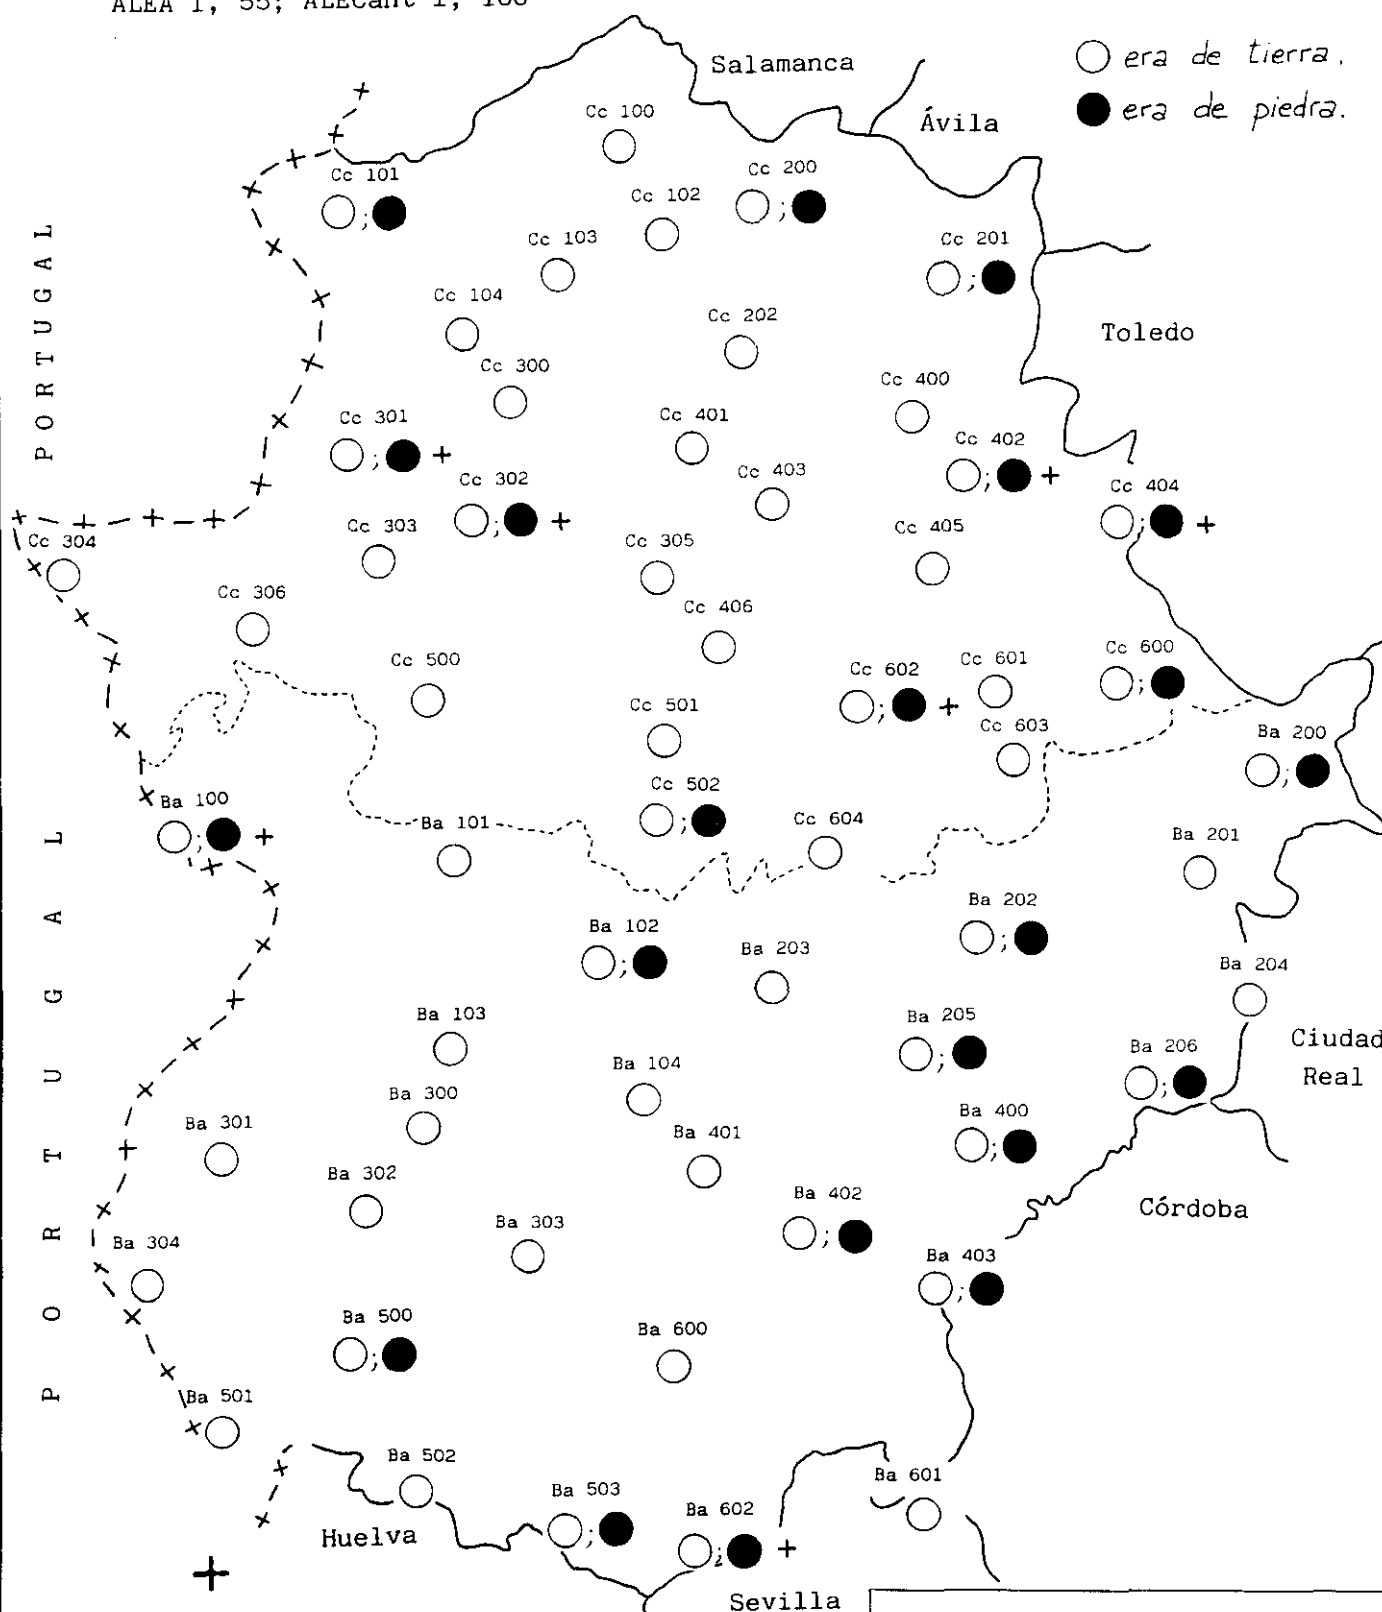 ALEA I, 55; ALECant I, 100
Salamanca
era de tierra.
era de piedra.
Ávila
Cc 100
Cc 101
Cc 200
Cc 102
Cc 103
Cc 201
PORTUGAL
Cc 104
Cc 202
Toledo
Cc 300
Cc 400
Cc 301
Cc 401
Cc 402
Cc 302
Cc 403
Cc 404
Cc 303
Cc 405
Cc 304
Cc 305
Cc 306
Cc 406
Cc 500
Cc 602
Cc 601
Cc 600
Cc 501
Cc 603
Ba 200
Cc 502
Ba 100
Ba 101
Cc 604
Ba 201
PORTUGAL
Ba 102
Ba 202
Ba 203
Ba 204
Ba 103
Ba 205
Ciudad
Real
Ba 104
Ba 206
Ba 300
Ba 400
Ba 301
Ba 401
Ba 302
Ba 402
Córdoba
Ba 303
Ba 304
Ba 403
Ba 500
Ba 600
Ba 501
Ba 502
Ba 601
Ba 503
Ba 602
Huelva
Sevilla